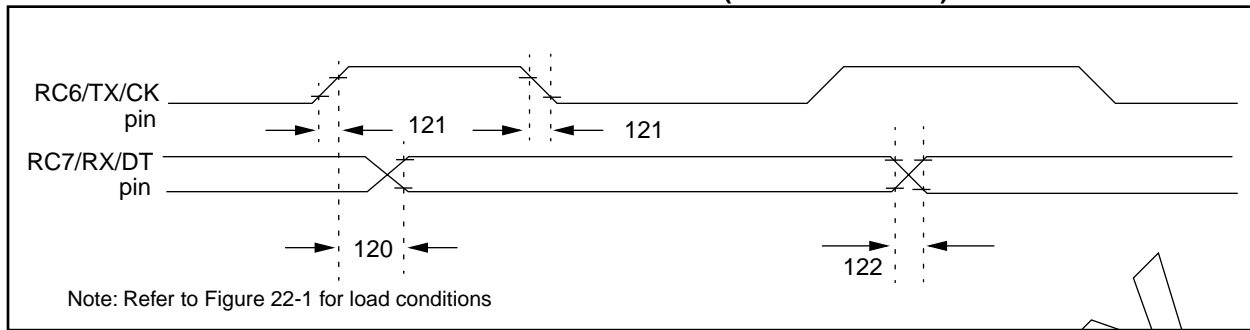 RC6/TX/CK
pin
121
121
RC7/RX/DT
pin
120
122
Note: Refer to Figure 22-1 for load conditions